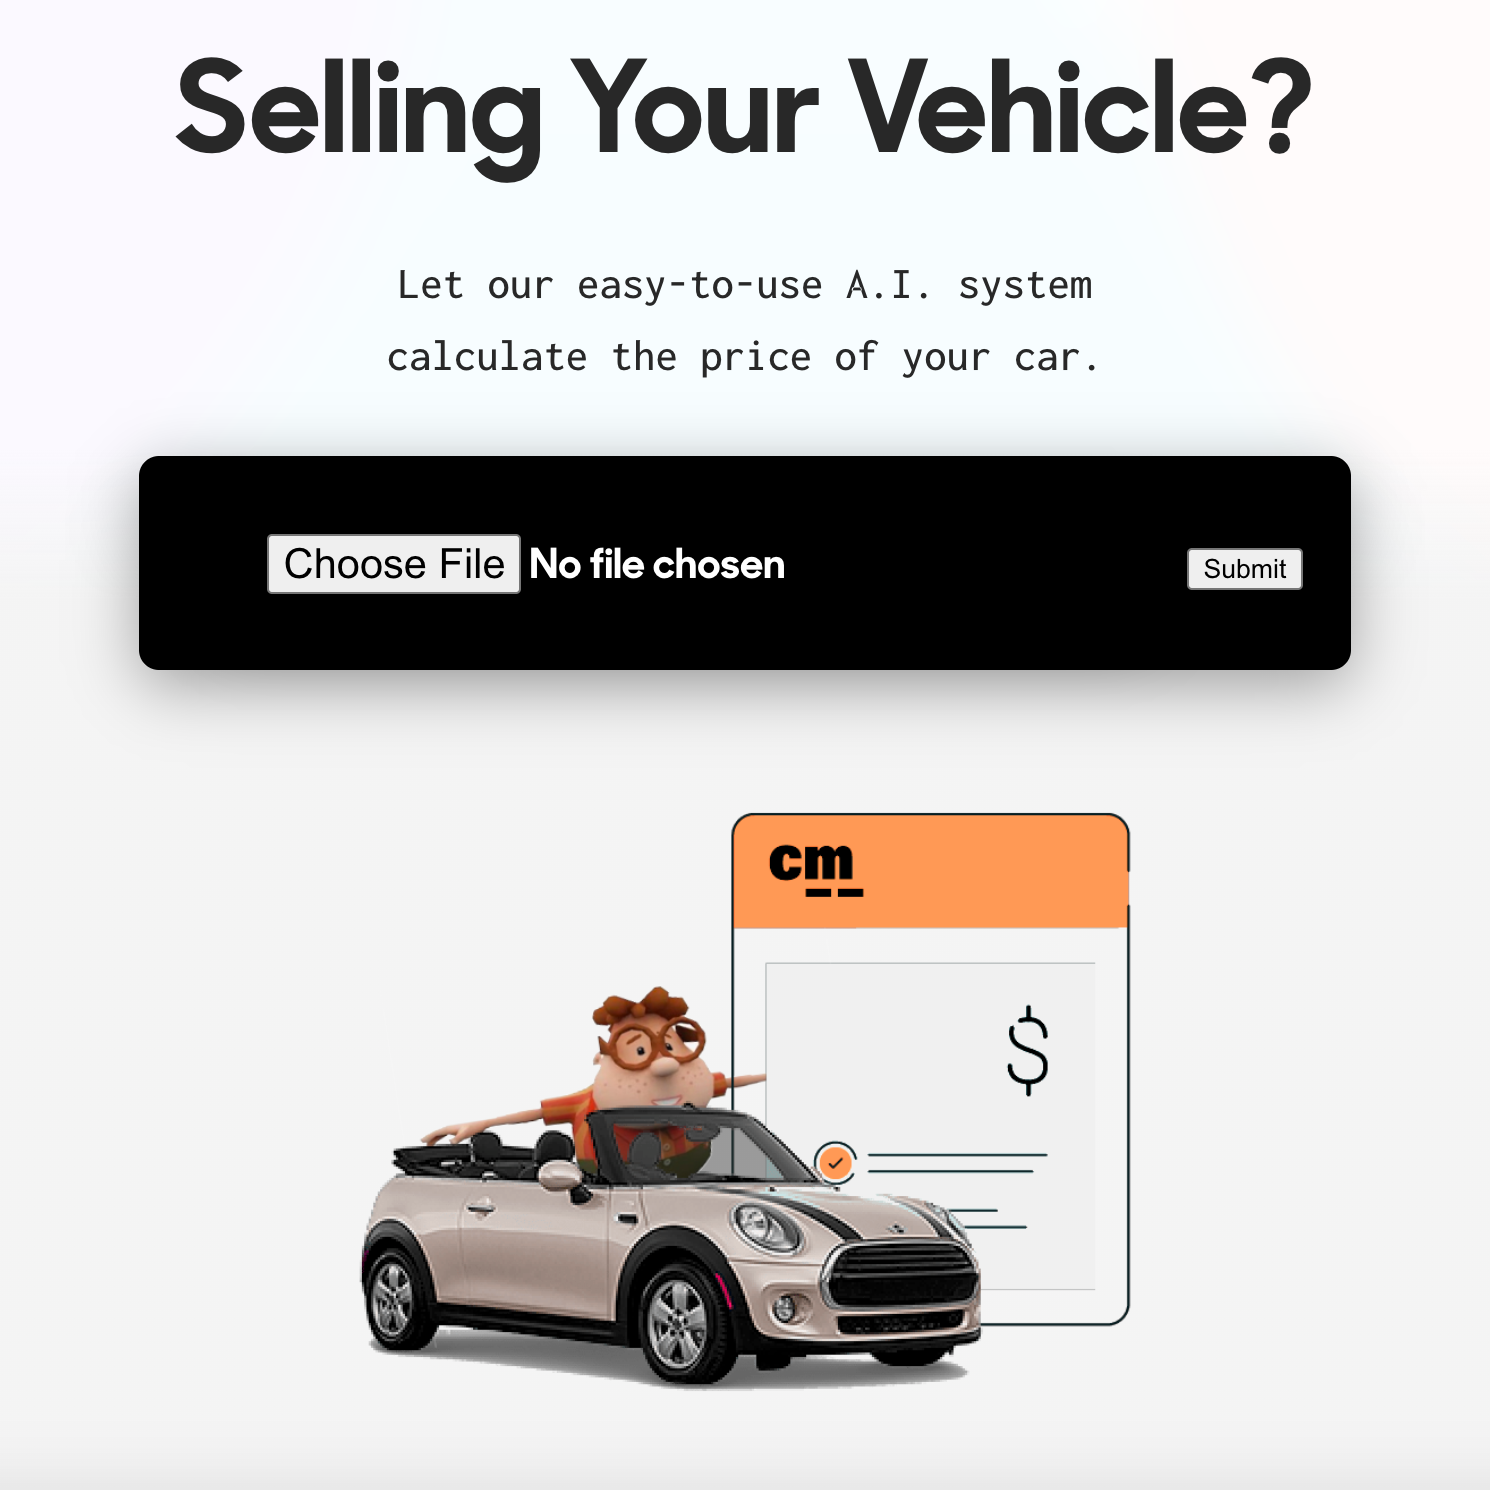 Selling Your Vehicle?
Let our easy-to-use A.I. system
calculate the price of your car.
Choose File No file chosen
Submit
cm
$